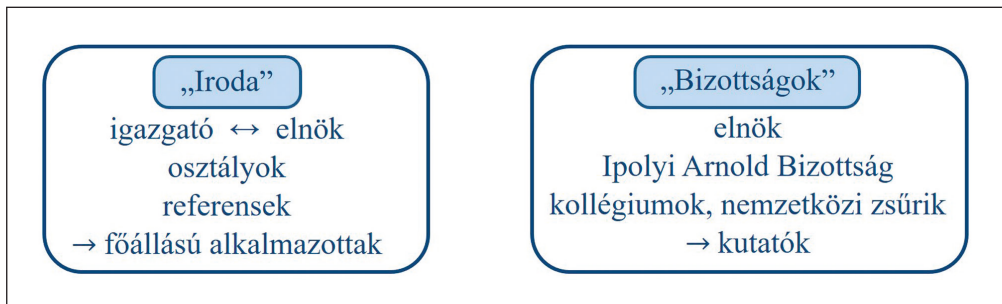 „Iroda”
igazgató ↔ elnök
osztályok
referensek
→ főállású alkalmazottak
„Bizottságok”
elnök
Ipolyi Arnold Bizottság
kollégiumok, nemzetközi zsűrik
→ kutatók